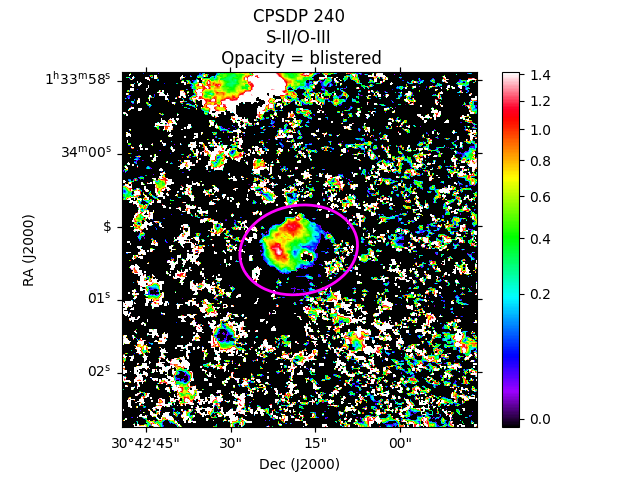 CPSDP 240
S-II/O-III
Opacity = blistered
1h33m58s
34m00s
$
01s
02s
RA (J2000)
30°42'45" 30" 15" 00"
Dec (J2000)
1.4
1.2
1.0
0.8
0.6
0.4
0.2
0.0